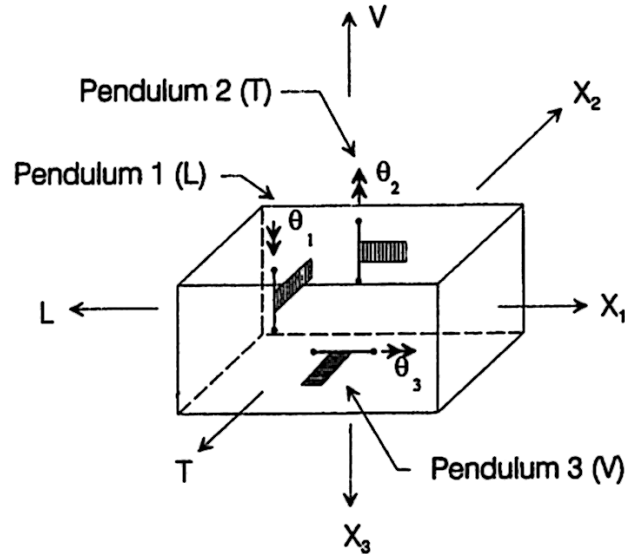 V
Pendulum 2 (T)
X2
Pendulum 1 (L)
θ2
θ1
L
X1
θ3
T
Pendulum 3 (V)
X3